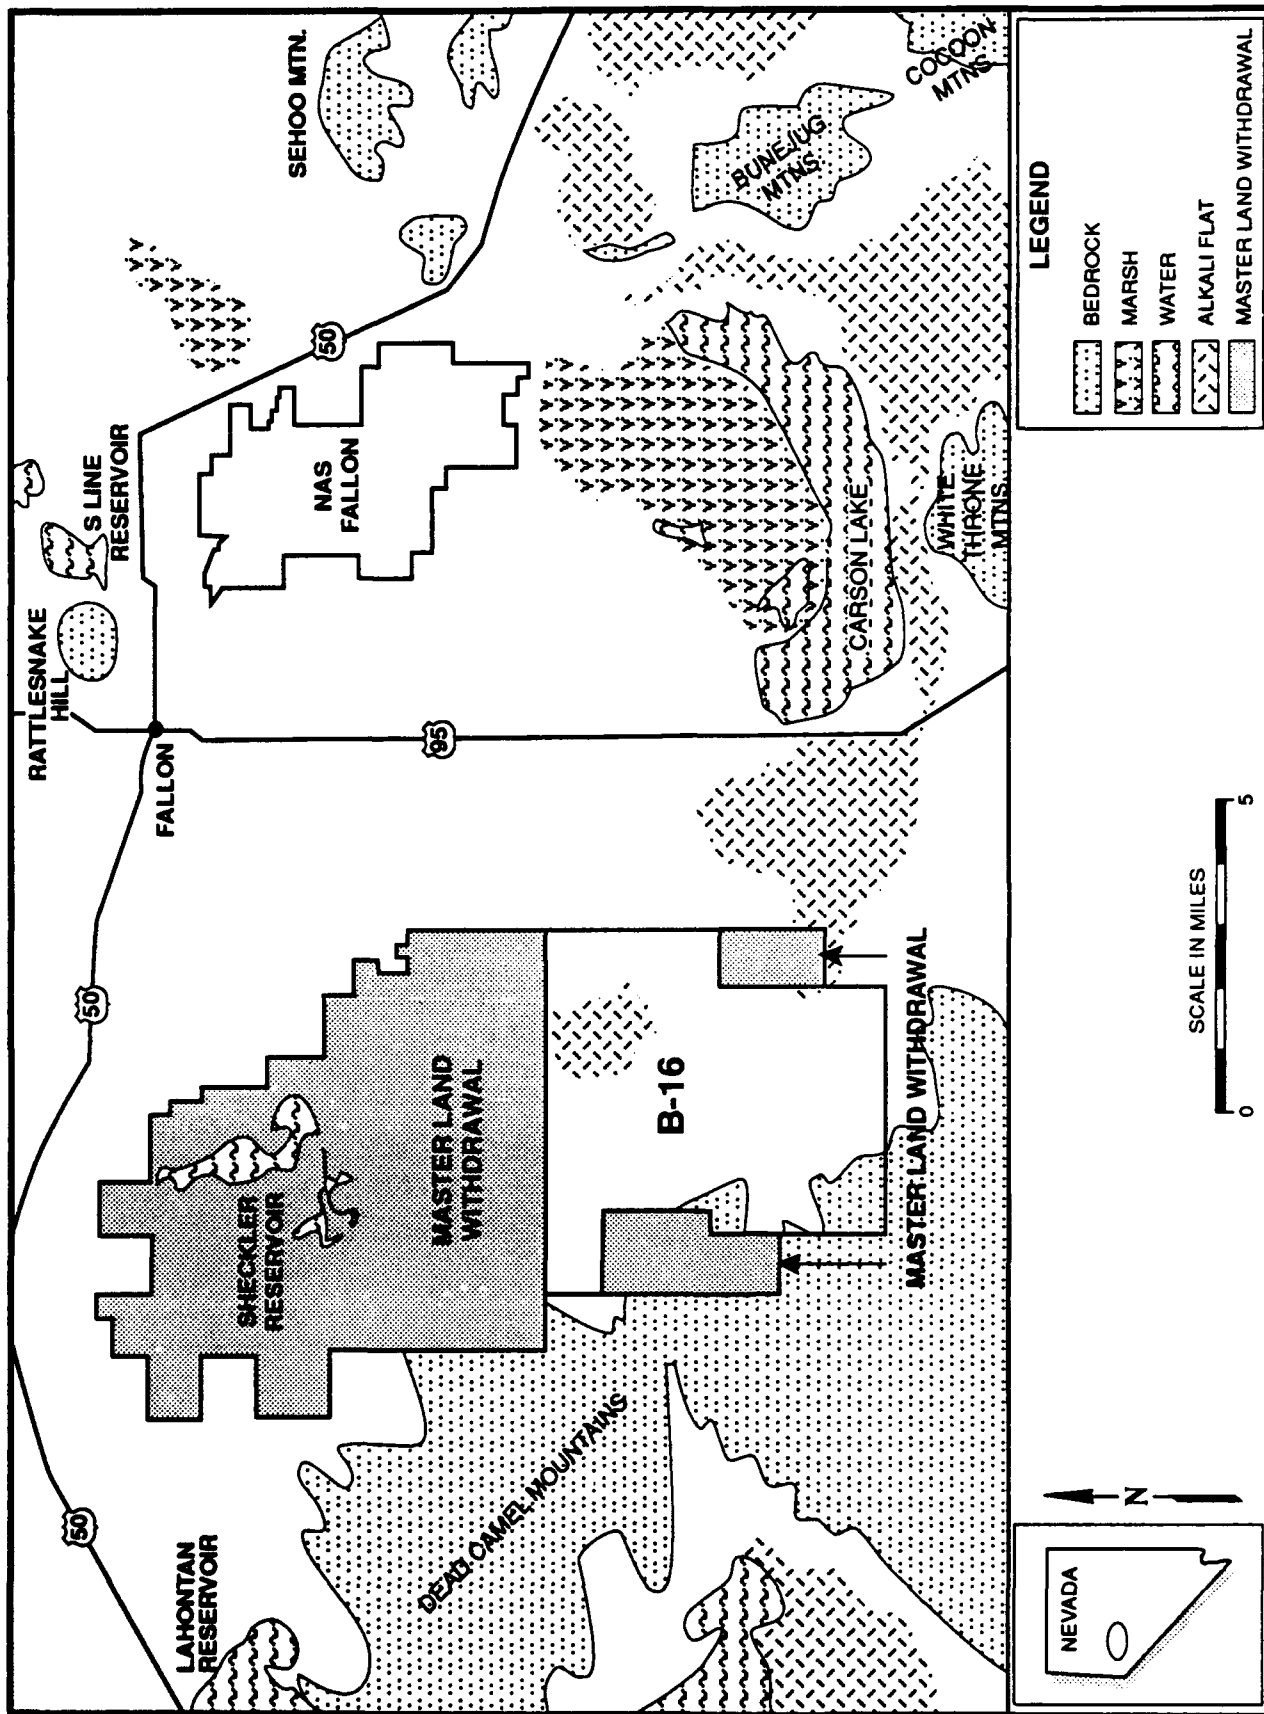 SEHOO MTN.
RATTLESNAKE
HILL
S LINE
RESERVOIR
50
50
50
FALLON
LAHONTAN
RESERVOIR
SHECKLER
RESERVOIR
NAS
FALLON
95
MASTER LAND
WITHDRAWAL
DEAD CAMEL MOUNTAINS
B-16
BUNEJUG
MTNS
COCOON
MTNS
CARSON LAKE
WHITE
THRONE
MTNS
MASTER LAND WITHDRAWAL
NEVADA
N
SCALE IN MILES
0
5
LEGEND
BEDROCK
MARSH
WATER
ALKALI FLAT
MASTER LAND WITHDRAWAL